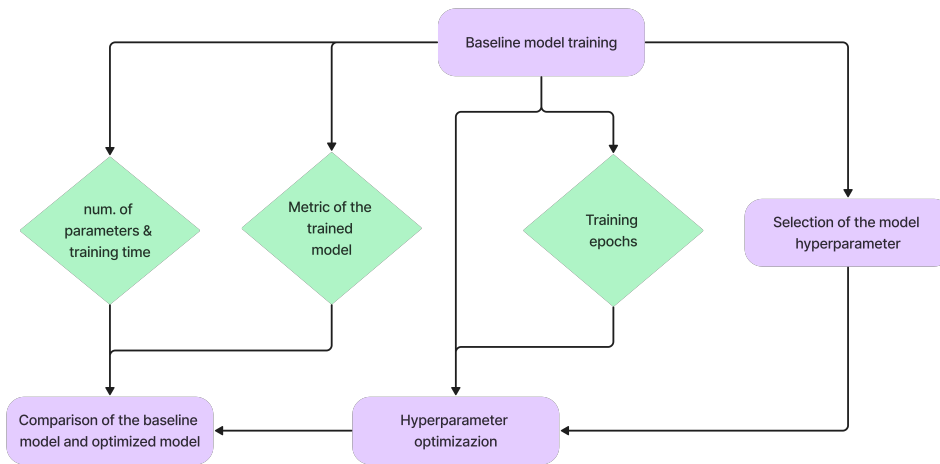 Baseline model training
num. of
parameters &
training time
Metric of the
trained
model
Training
epochs
Selection of the model
hyperparameter
Comparison of the baseline
model and optimized model
Hyperparameter
optimizazion